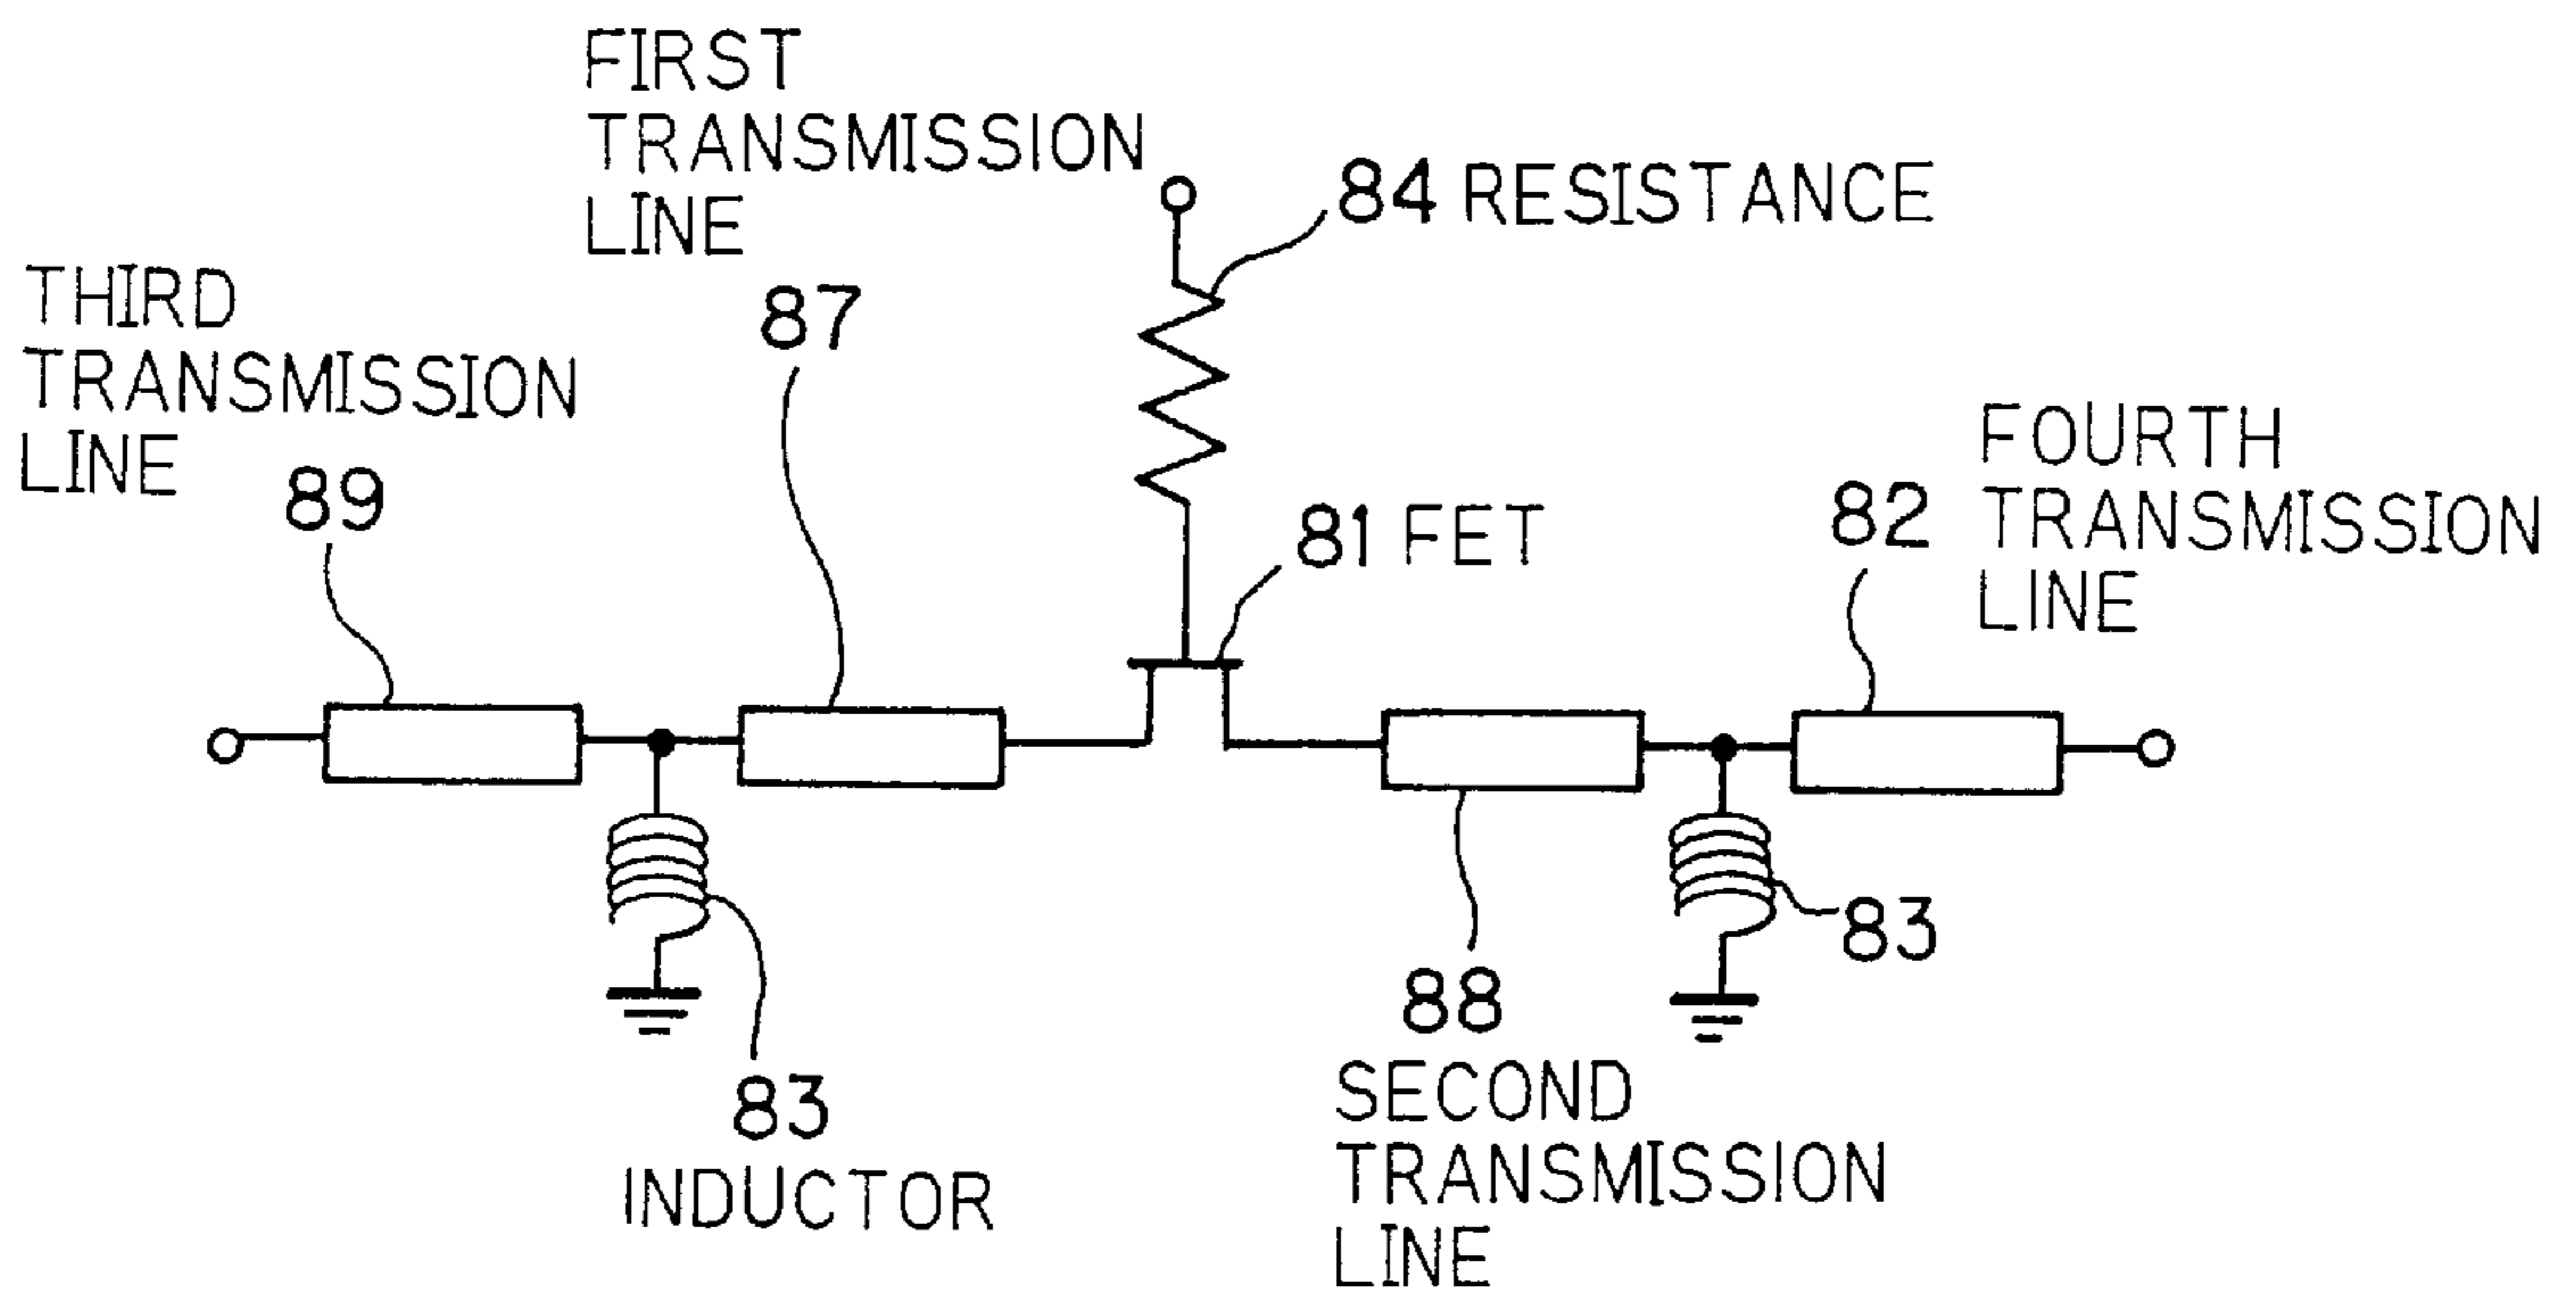 FIRST
TRANSMISSION
LINE
87
84 RESISTANCE
THIRD
TRANSMISSION
LINE
89
81 FET
FOURTH
TRANSMISSION
LINE
82
83
INDUCTOR
83
88
SECOND
TRANSMISSION
LINE